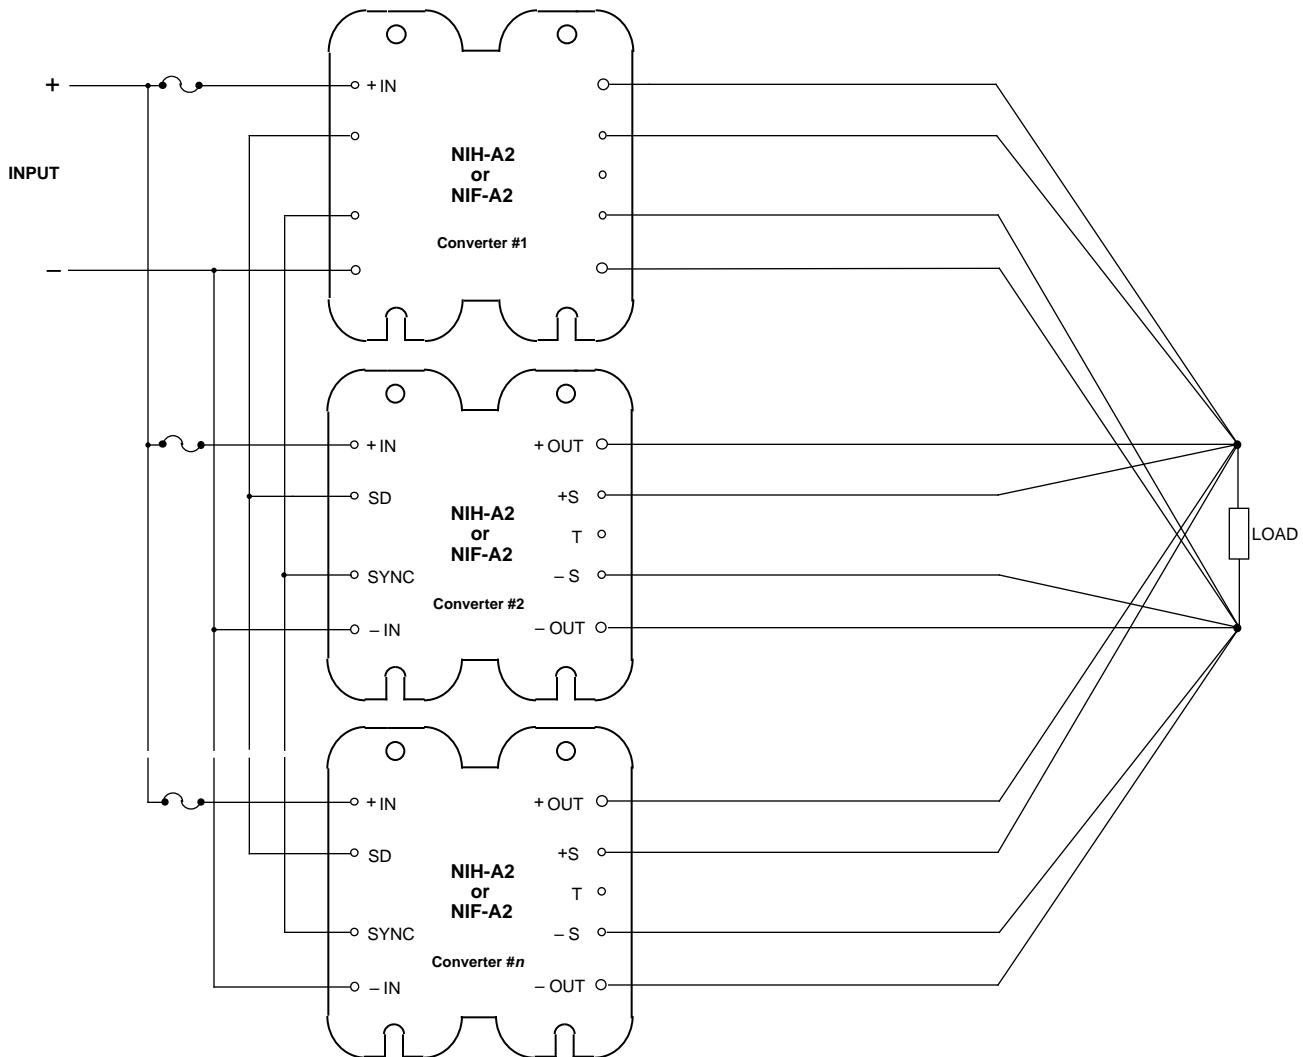 +
+ IN
INPUT
NIH-A2
or
NIF-A2
Converter #1
–
+ IN
+ OUT
SD
+S
NIH-A2
or
NIF-A2
T
LOAD
SYNC
– S
Converter #2
– IN
– OUT
+ IN
+ OUT
SD
+S
NIH-A2
or
NIF-A2
T
SYNC
– S
Converter #n
– IN
– OUT